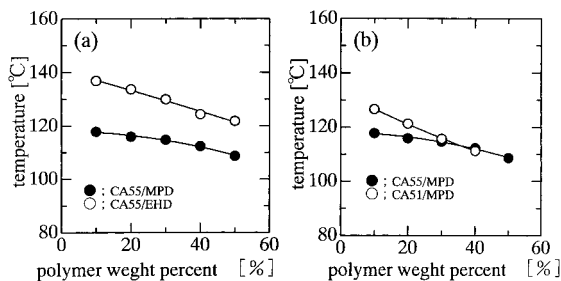 (a)
temperature [℃]
160
140
120
100
80
● ; CA55/MPD
○ ; CA55/EHD
0 20 40 60
polymer weght percent [%]
(b)
temperature [℃]
160
140
120
100
80
● ; CA55/MPD
○ ; CA51/MPD
0 20 40 60
polymer weght percent [%]